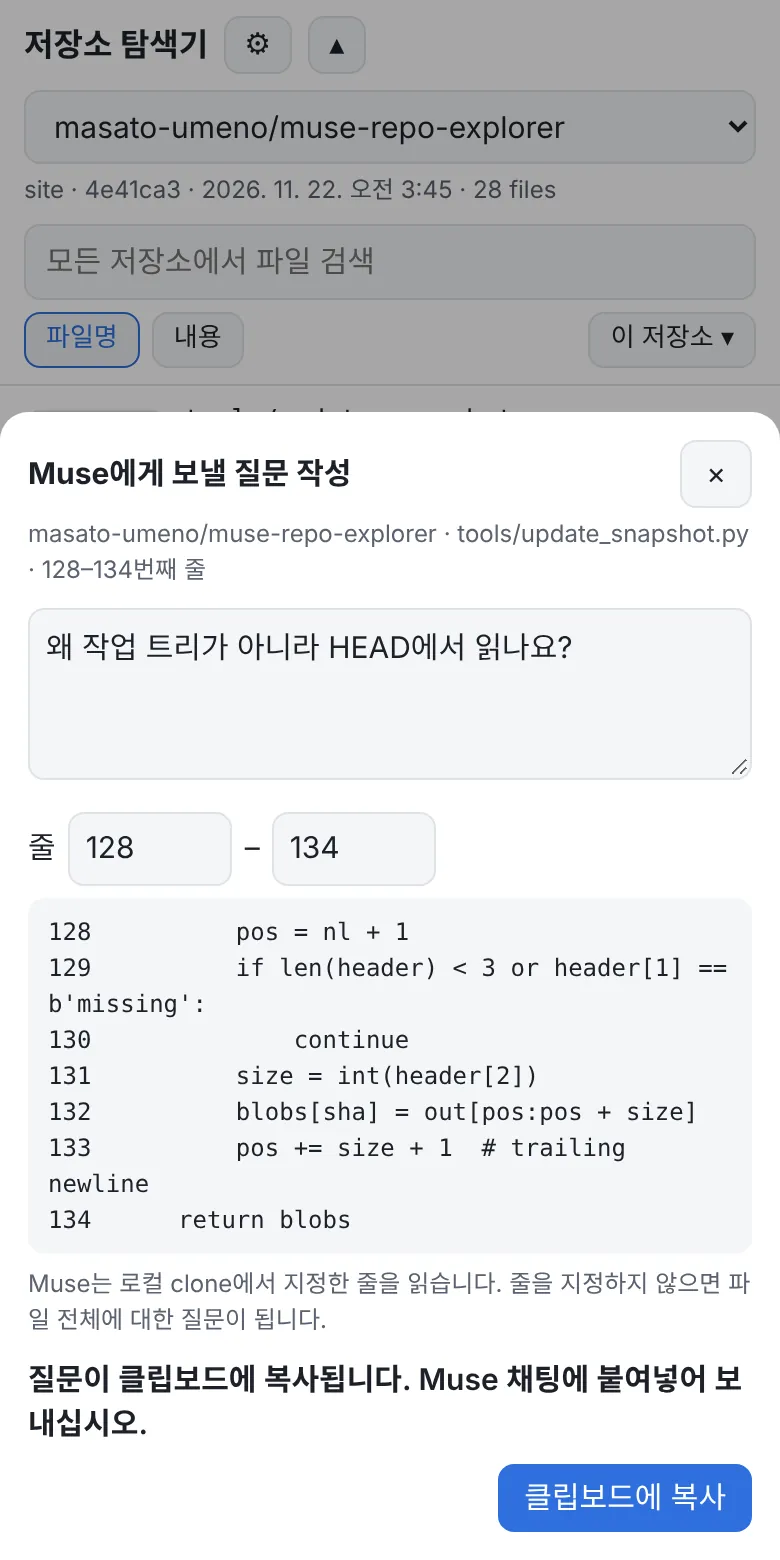 저장소 탐색기 ⚙ ▲
masato-umeno/muse-repo-explorer
site · 4e41ca3 · 2026. 11. 22. 오전 3:45 · 28 files
모든 저장소에서 파일 검색
파일명 내용 이 저장소 ▾
Muse에게 보낼 질문 작성 ×
masato-umeno/muse-repo-explorer · tools/update_snapshot.py
· 128–134번째 줄
왜 작업 트리가 아니라 HEAD에서 읽나요?
줄 128 – 134
128          pos = nl + 1
129          if len(header) < 3 or header[1] ==
b'missing':
130              continue
131          size = int(header[2])
132          blobs[sha] = out[pos:pos + size]
133          pos += size + 1  # trailing
newline
134      return blobs
Muse는 로컬 clone에서 지정한 줄을 읽습니다. 줄을 지정하지 않으면 파
일 전체에 대한 질문이 됩니다.
질문이 클립보드에 복사됩니다. Muse 채팅에 붙여넣어 보
내십시오.
클립보드에 복사